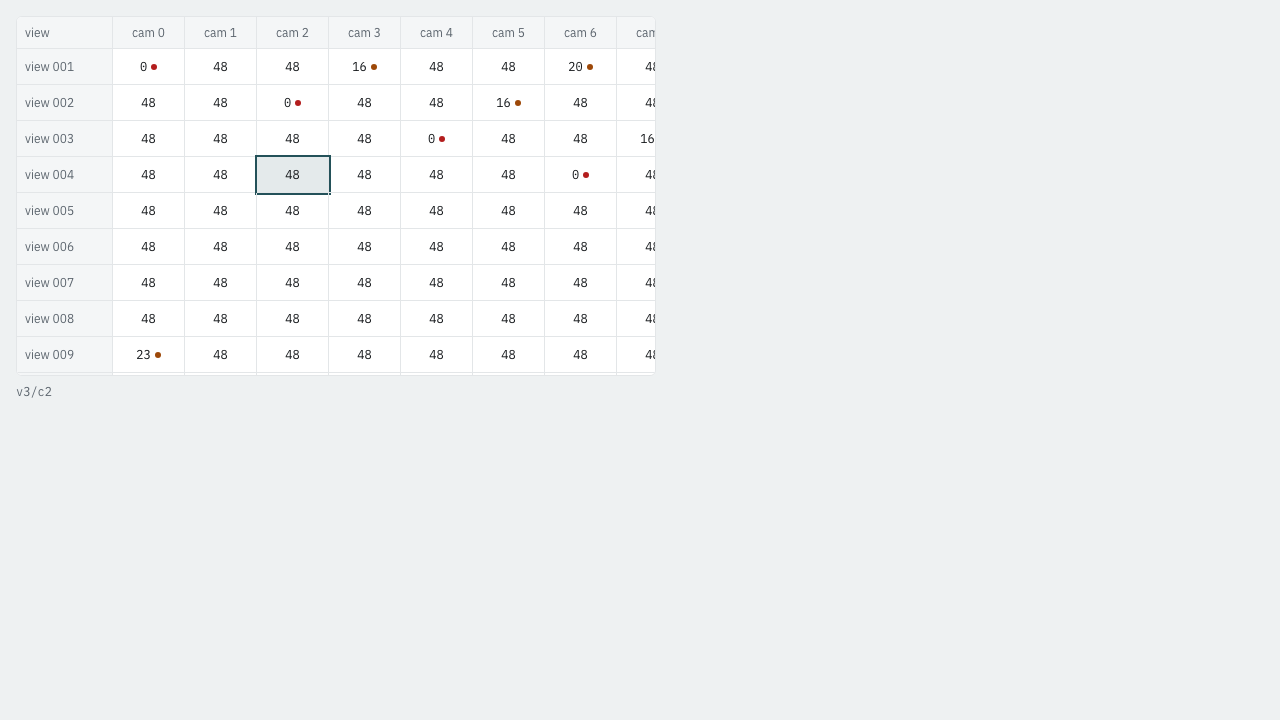 view cam 0 cam 1 cam 2 cam 3 cam 4 cam 5 cam 6
view 001 0 48 48 16 48 48 20
view 002 48 48 0 48 48 16 48
view 003 48 48 48 48 0 48 48 16
view 004 48 48 48 48 48 48 0
view 005 48 48 48 48 48 48 48
view 006 48 48 48 48 48 48 48
view 007 48 48 48 48 48 48 48
view 008 48 48 48 48 48 48 48
view 009 23 48 48 48 48 48 48
v3/c2